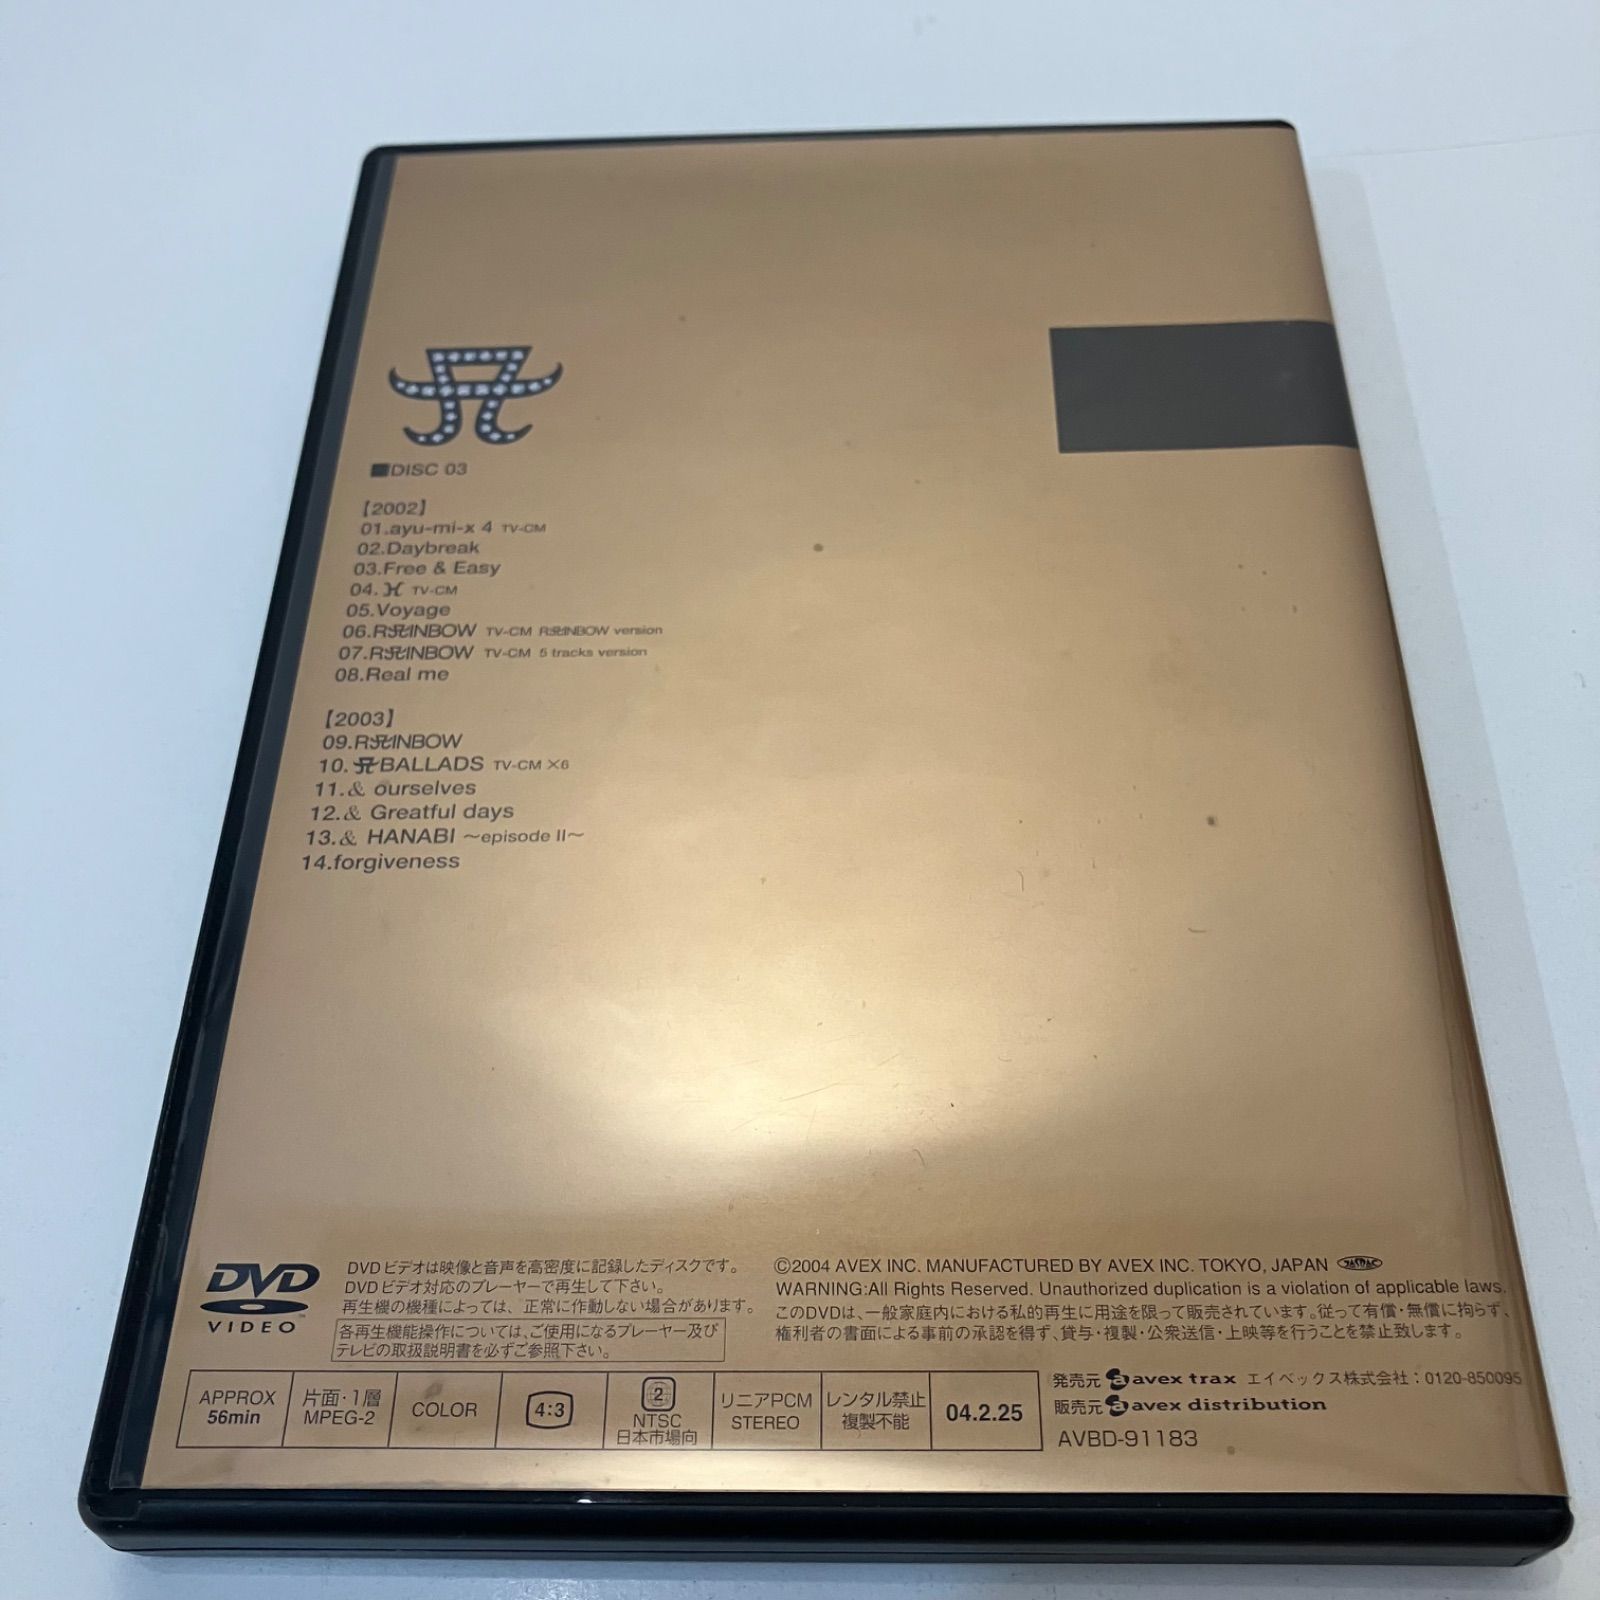 ■DISC 03
【2002】
01.ayu-mi-x 4 TV-CM
02.Daybreak
03.Free & Easy
04. H TV-CM
05.Voyage
06.RAINBOW TV-CM RAINBOW version
07.RAINBOW TV-CM 5 tracks version
08.Real me
【2003】
09.RAINBOW
10. A BALLADS TV-CM ×6
11.& ourselves
12.& Greatful days
13.& HANABI ～episode II～
14.forgiveness
DVD
VIDEO TM
DVDビデオは映像と音声を高密度に記録したディスクです。
DVDビデオ対応のプレーヤーで再生して下さい。
再生機の機種によっては、正常に作動しない場合があります。
各再生機能操作については、ご使用になるプレーヤー及び
テレビの取扱説明書を必ずご参照下さい。
©2004 AVEX INC. MANUFACTURED BY AVEX INC. TOKYO, JAPAN
WARNING:All Rights Reserved. Unauthorized duplication is a violation of applicable laws.
このDVDは、一般家庭内における私的再生に用途を限って販売されています。従って有償・無償に拘らず、
権利者の書面による事前の承認を得ず、貸与・複製・公衆送信・上映等を行うことを禁止致します。
APPROX
56min
片面・1層
MPEG-2
COLOR
4:3
2
NTSC
日本市場向
リニアPCM
STEREO
レンタル禁止
複製不能
04.2.25
発売元 avex trax エイベックス株式会社：0120-850095
販売元 avex distribution
AVBD-91183